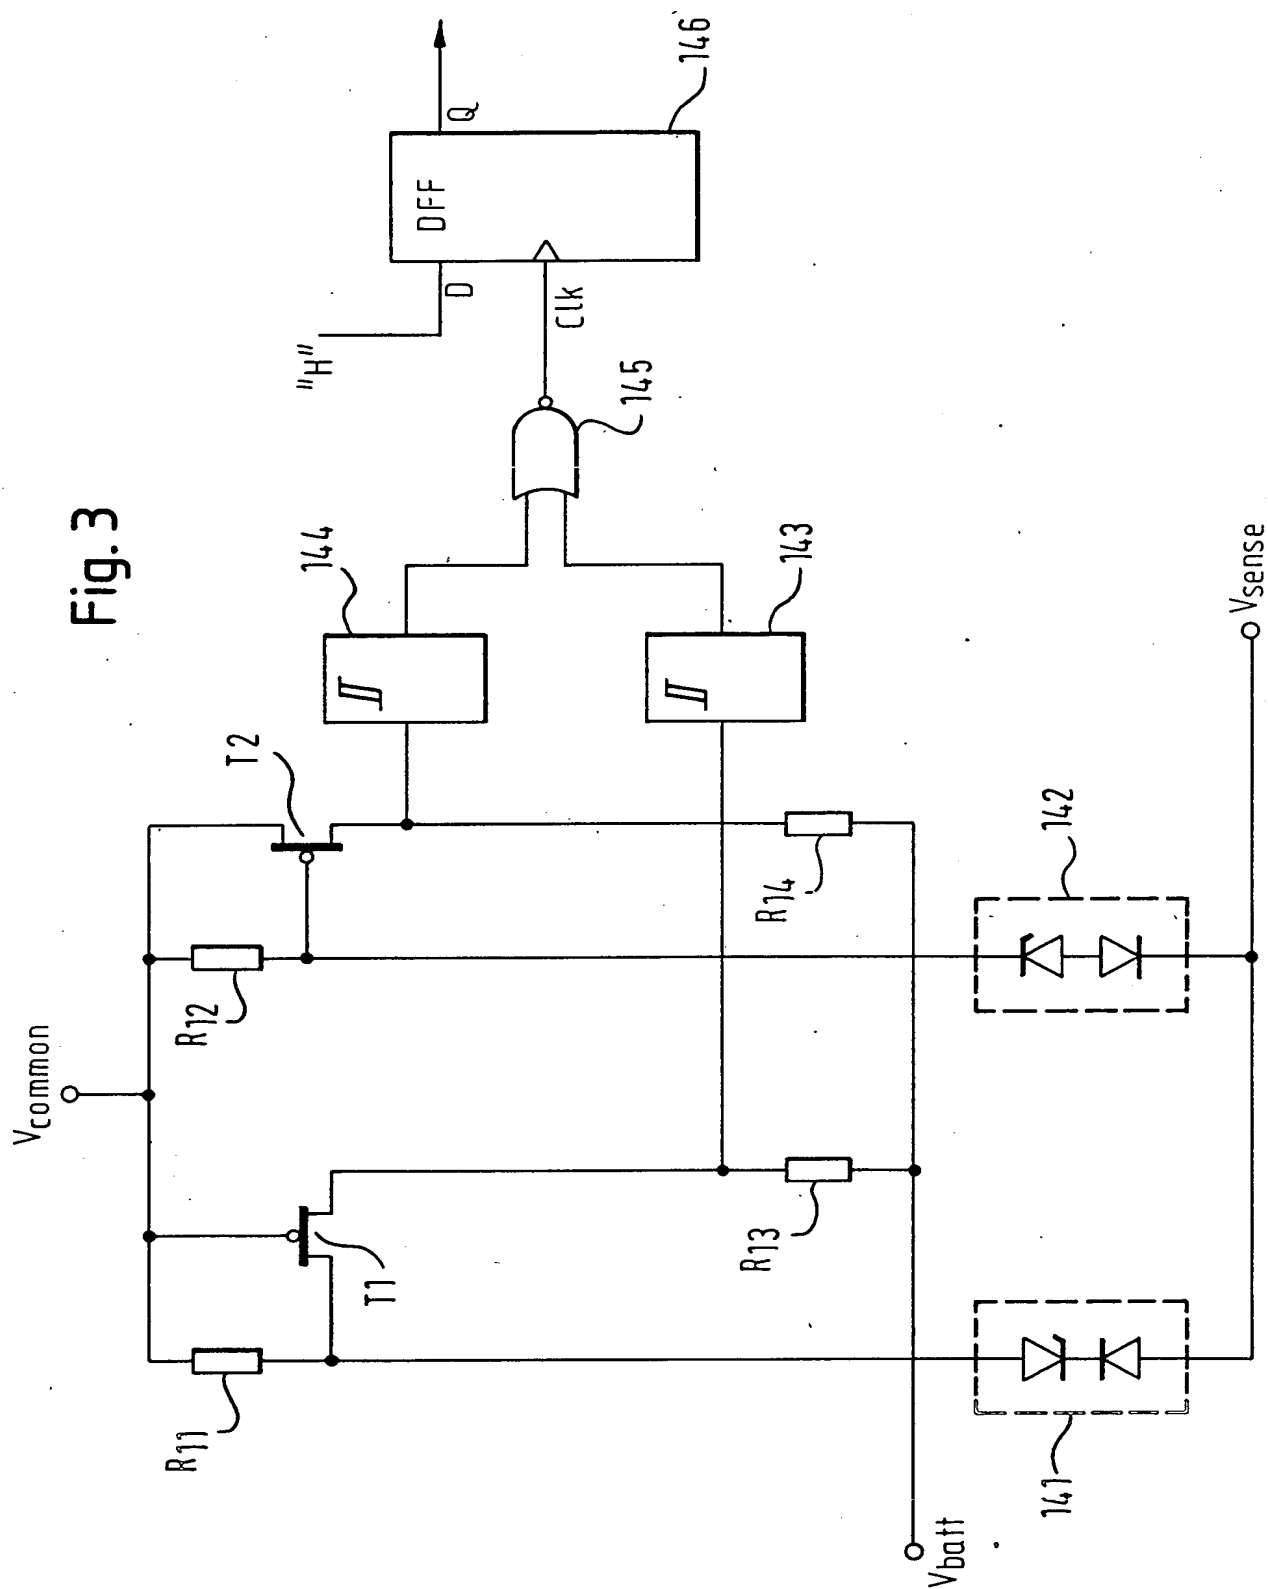 Fig. 3
Vcommon
R11
R12
T1
T2
R13
R14
Vbatt
141
142
Vsense
144
143
145
"H"
D
Clk
DFF
Q
146